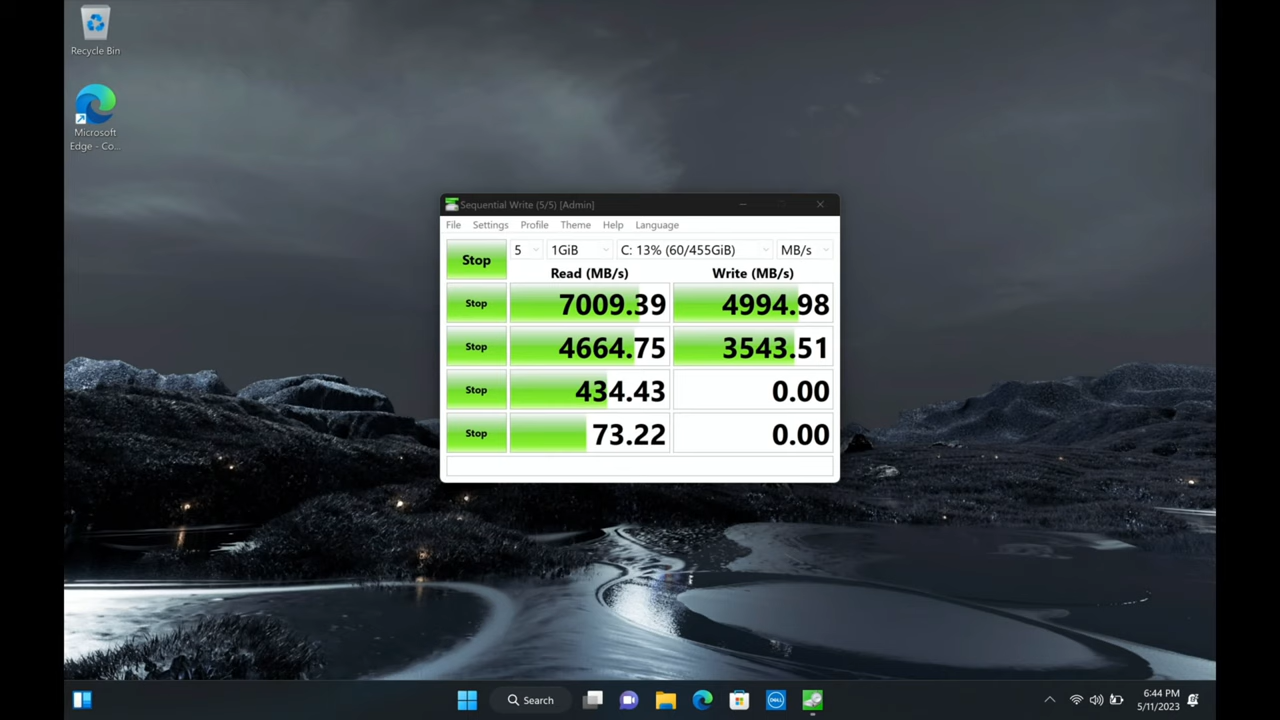 Recycle Bin
Microsoft
Edge - Co...
Sequential Write (5/5) [Admin]
File Settings Profile Theme Help Language
Stop 5 1GiB C: 13% (60/455GiB) MB/s
Read (MB/s) Write (MB/s)
Stop 7009.39 4994.98
Stop 4664.75 3543.51
Stop 434.43 0.00
Stop 73.22 0.00
Search
DELL
6:44 PM
5/11/2023